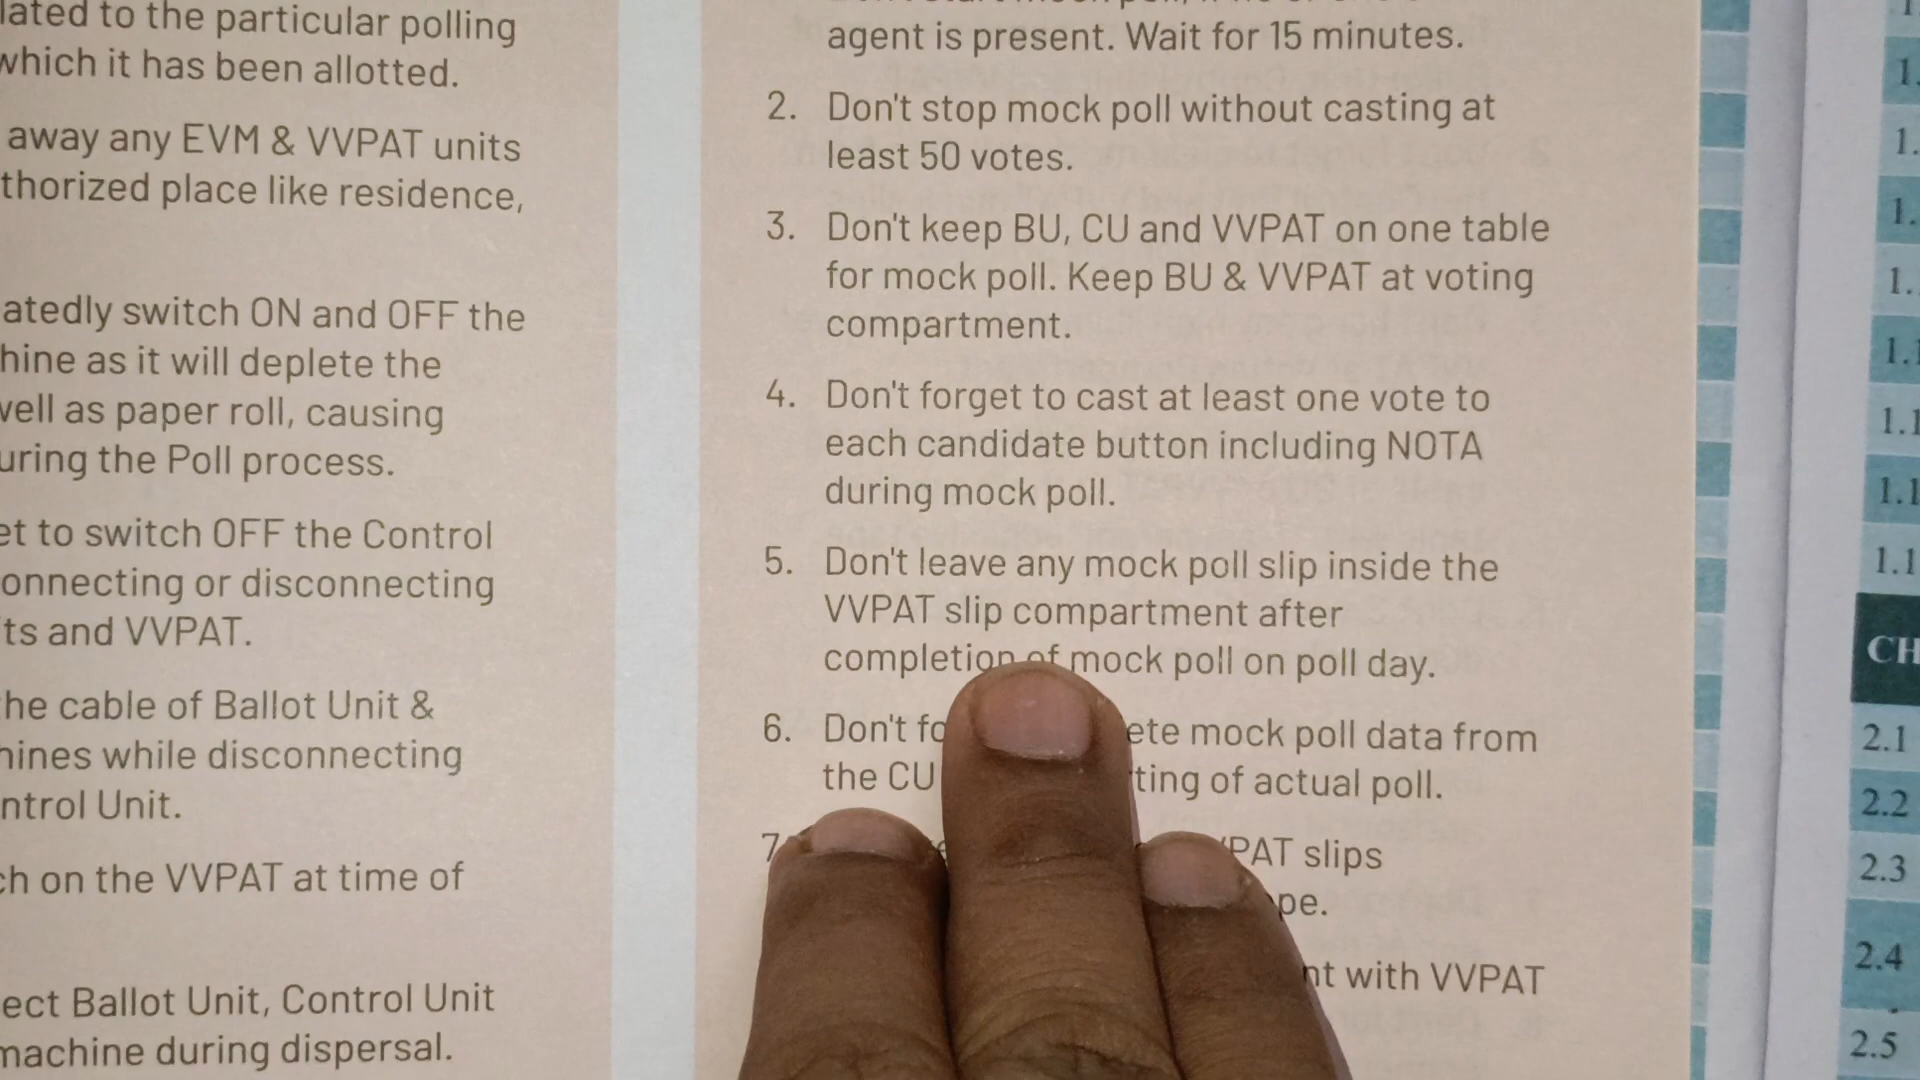 lated to the particular polling
which it has been allotted.
away any EVM & VVPAT units
thorized place like residence,
atedly switch ON and OFF the
hine as it will deplete the
well as paper roll, causing
uring the Poll process.
et to switch OFF the Control
onnecting or disconnecting
ts and VVPAT.
the cable of Ballot Unit &
hines while disconnecting
ntrol Unit.
ch on the VVPAT at time of
ect Ballot Unit, Control Unit
machine during dispersal.
agent is present. Wait for 15 minutes.
2. Don't stop mock poll without casting at
least 50 votes.
3. Don't keep BU, CU and VVPAT on one table
for mock poll. Keep BU & VVPAT at voting
compartment.
4. Don't forget to cast at least one vote to
each candidate button including NOTA
during mock poll.
5. Don't leave any mock poll slip inside the
VVPAT slip compartment after
completion of mock poll on poll day.
6. Don't fo ete mock poll data from
the CU ting of actual poll.
7 PAT slips
pe.
nt with VVPAT
CH
2.1
2.2
2.3
2.4
2.5